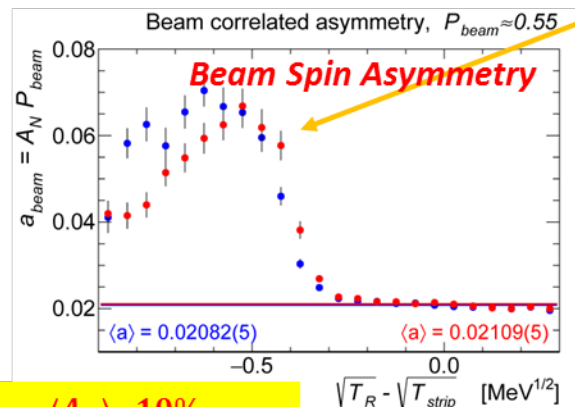 Beam correlated asymmetry, P_beam≈0.55
Beam Spin Asymmetry
a_beam = A_N P_beam
0.08
0.06
0.04
0.02
⟨a⟩ = 0.02082(5)
⟨a⟩ = 0.02109(5)
−0.5
0.0
√T_R - √T_strip [MeV^1/2]
10%